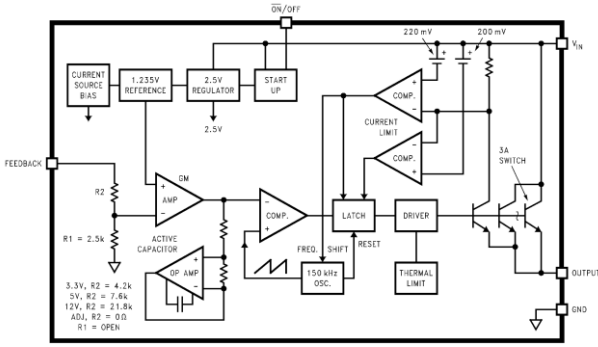 ON/OFF
220 mV
200 mV
VIN
CURRENT
SOURCE
BIAS
1.235V
REFERENCE
2.5V
REGULATOR
START
UP
2.5V
+
+
+
COMP.
−
CURRENT
LIMIT
−
COMP.
+
3A
SWITCH
FEEDBACK
R2
R1 = 2.5k
GM
+
AMP
−
−
COMP.
+
LATCH
DRIVER
ACTIVE
CAPACITOR
+
OP AMP
−
FREQ. SHIFT
RESET
150 kHz
OSC.
THERMAL
LIMIT
OUTPUT
GND
3.3V, R2 = 4.2k
5V, R2 = 7.6k
12V, R2 = 21.8k
ADJ, R2 = 0Ω
R1 = OPEN